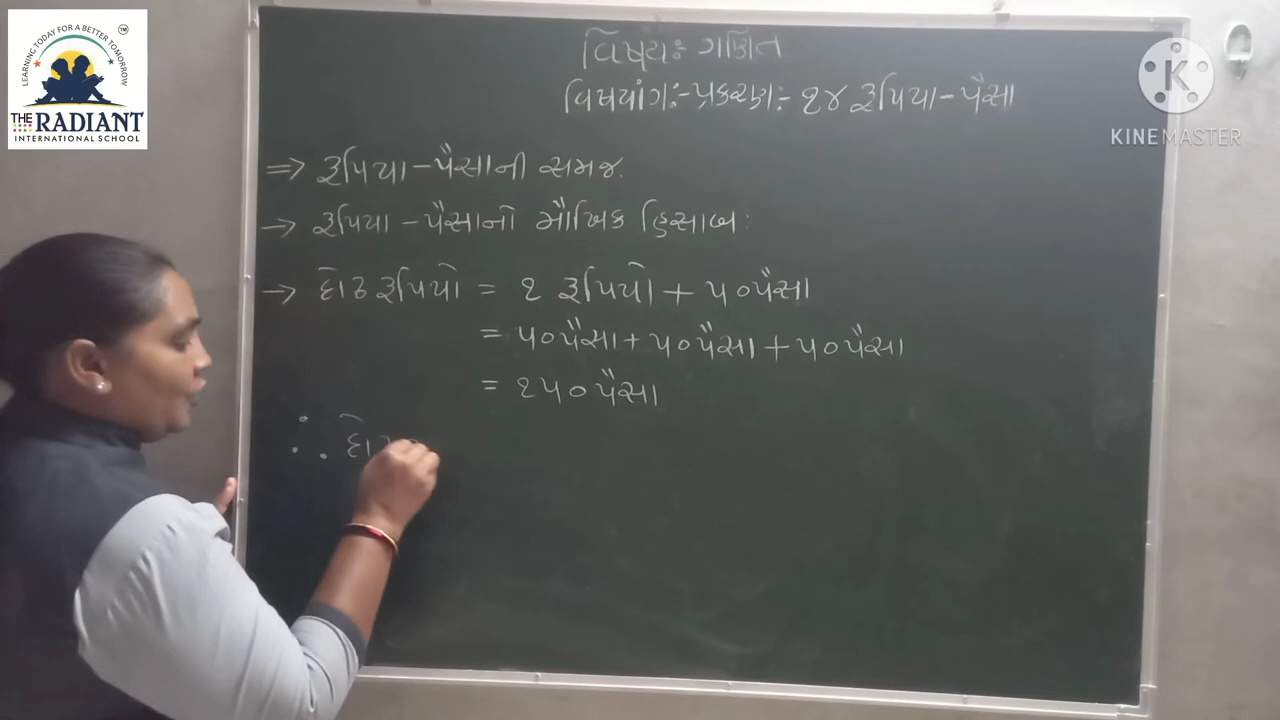 LEARNING TODAY FOR A BETTER TOMORROW
TM
THE RADIANT
INTERNATIONAL SCHOOL
K
KINEMASTER
વિષયઃ ગણિત
વિષયાંગ:- પ્રકરણ:- ૧૪ રૂપિયા - પૈસા
⇒ રૂપિયા - પૈસાની સમજ.
→ રૂપિયા - પૈસાનો મૌખિક હિસાબ:
→ દોઢ રૂપિયો = ૧ રૂપિયો + ૫૦ પૈસા
= ૫૦ પૈસા + ૫૦ પૈસા + ૫૦ પૈસા
= ૧૫૦ પૈસા
∴